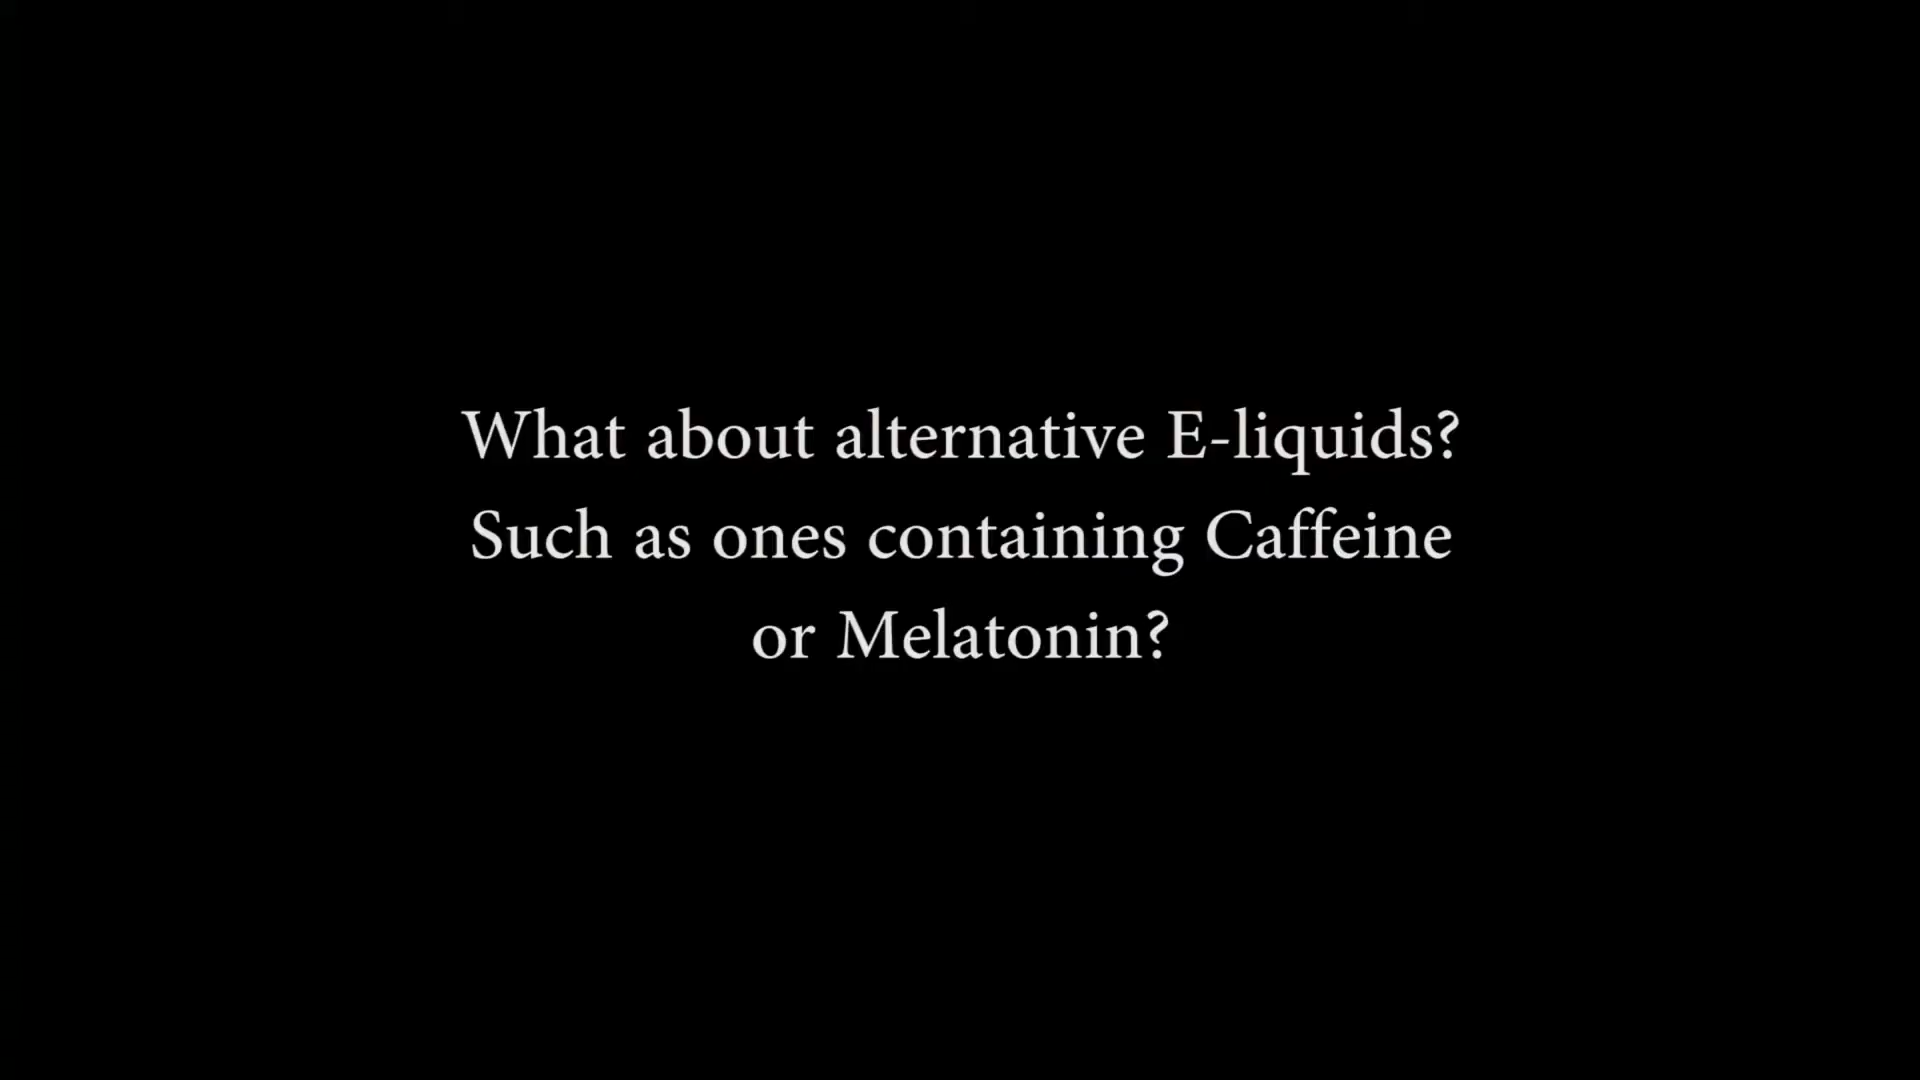 What about alternative E-liquids?
Such as ones containing Caffeine
or Melatonin?